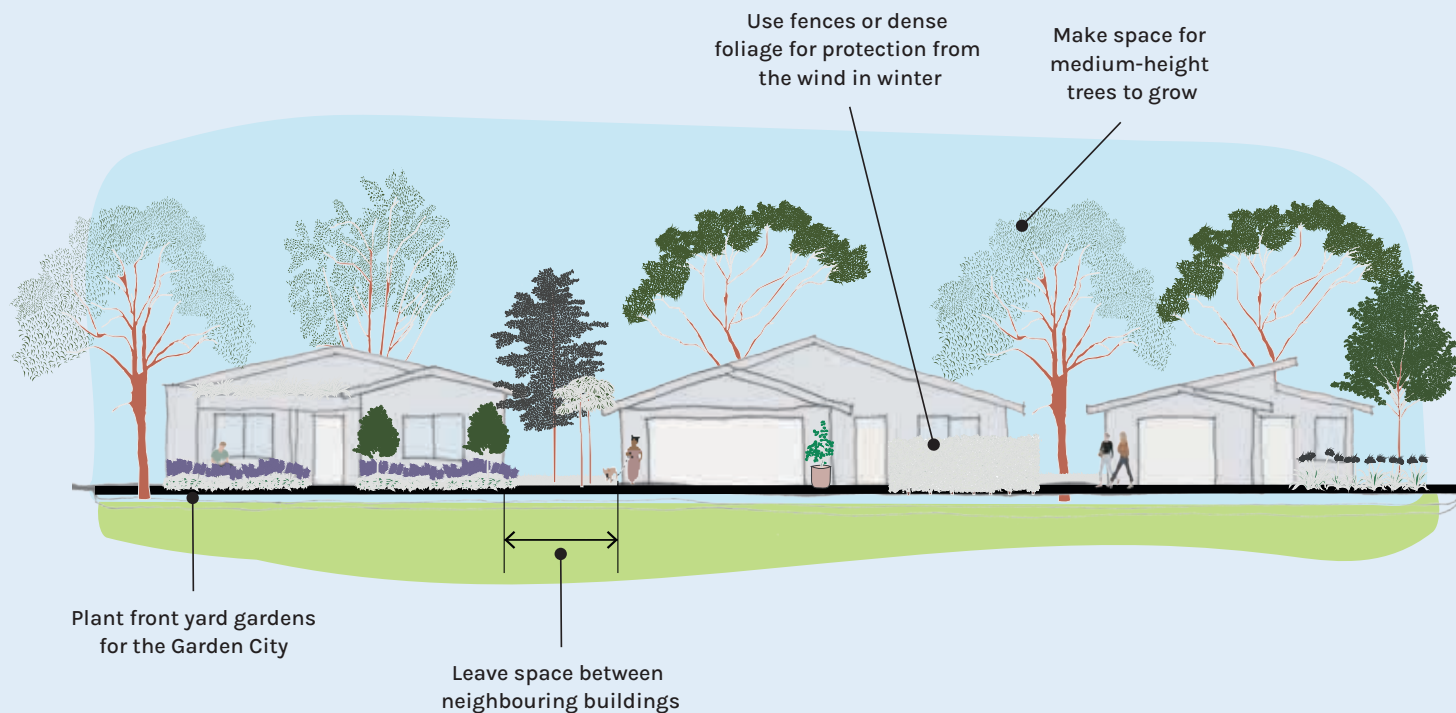 Use fences or dense
foliage for protection from
the wind in winter
Make space for
medium-height
trees to grow
Plant front yard gardens
for the Garden City
Leave space between
neighbouring buildings